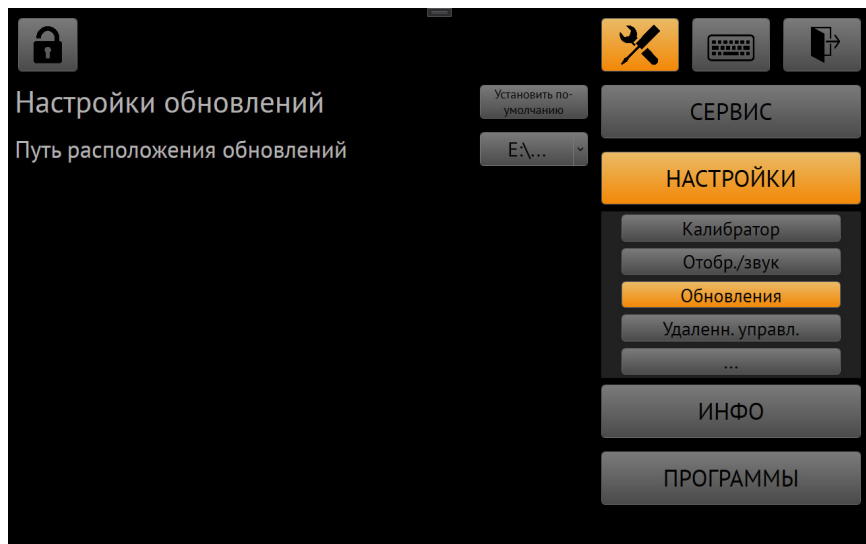 Настройки обновлений
Установить по-
умолчанию
Путь расположения обновлений
E:\...
СЕРВИС
НАСТРОЙКИ
Калибратор
Отобр./звук
Обновления
Удаленн. управл.
...
ИНФО
ПРОГРАММЫ